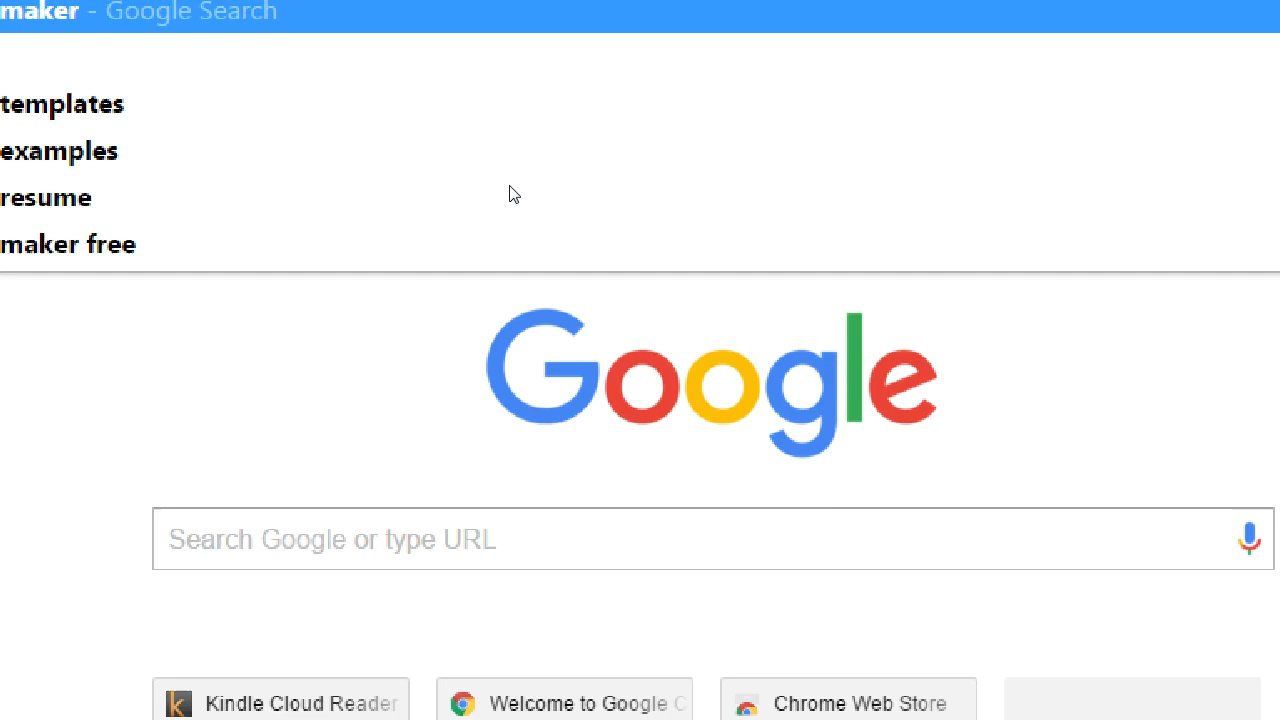 maker - Google Search
templates
examples
resume
maker free
Google
Search Google or type URL
Kindle Cloud Reader
Welcome to Google C
Chrome Web Store